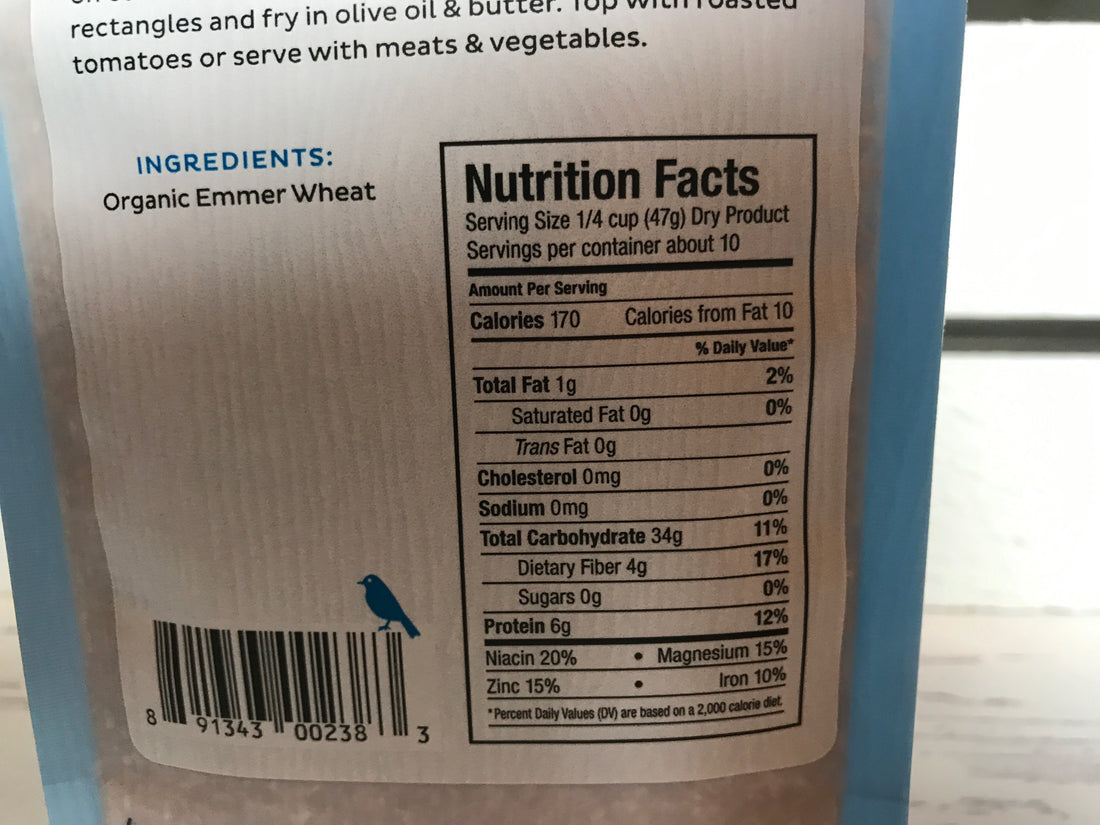 rectangles and fry in olive oil & butter. Top with roasted
tomatoes or serve with meats & vegetables.
INGREDIENTS:
Organic Emmer Wheat
Nutrition Facts
Serving Size 1/4 cup (47g) Dry Product
Servings per container about 10
Amount Per Serving
Calories 170 Calories from Fat 10
% Daily Value*
Total Fat 1g 2%
Saturated Fat 0g 0%
Trans Fat 0g
Cholesterol 0mg 0%
Sodium 0mg 0%
Total Carbohydrate 34g 11%
Dietary Fiber 4g 17%
Sugars 0g 0%
Protein 6g 12%
Niacin 20% • Magnesium 15%
Zinc 15% • Iron 10%
*Percent Daily Values (DV) are based on a 2,000 calorie diet.
8 91343 00238 3